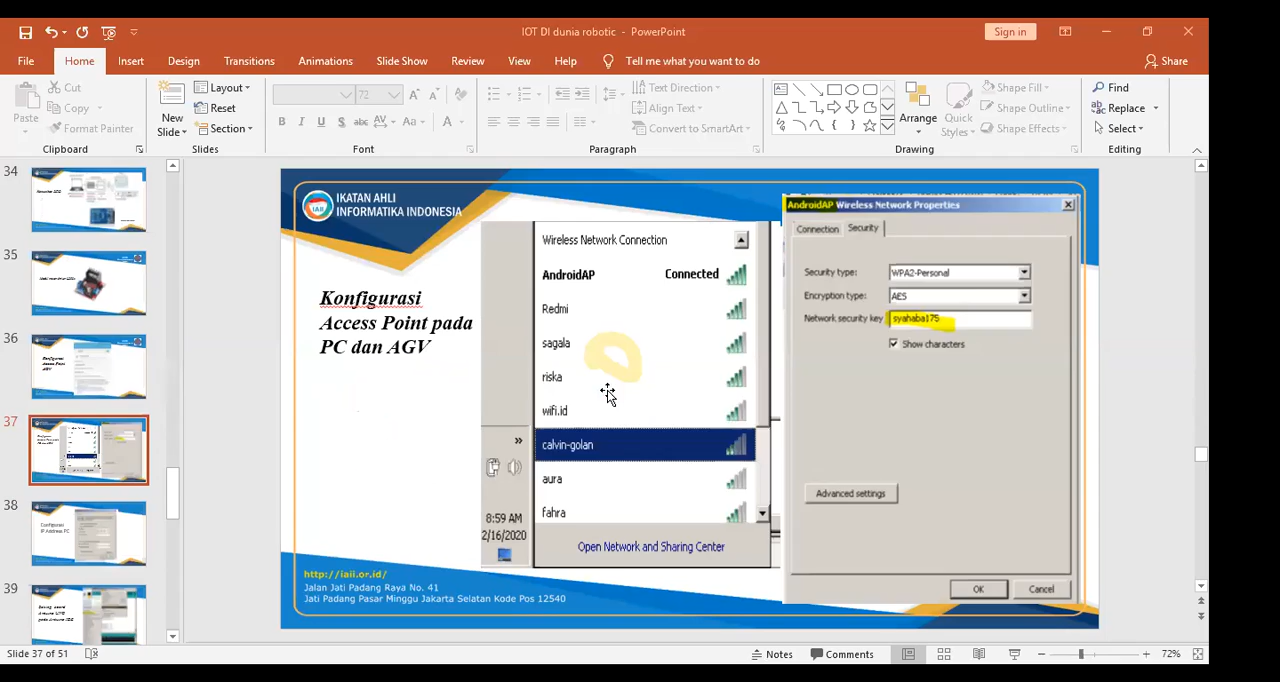 IOT DI dunia robotic - PowerPoint
Sign in
File Home Insert Design Transitions Animations Slide Show Review View Help Tell me what you want to do Share
Paste
Cut
Copy
Format Painter
Clipboard
New Slide
Layout
Reset
Section
Slides
72
Font
Text Direction
Align Text
Convert to SmartArt
Paragraph
Arrange
Quick Styles
Shape Fill
Shape Outline
Shape Effects
Drawing
Find
Replace
Select
Editing
34
35
36
37
38
Configurasi
IP Address PC
39
IKATAN AHLI
INFORMATIKA INDONESIA
Konfigurasi
Access Point pada
PC dan AGV
Wireless Network Connection
AndroidAP Connected
Redmi
sagala
riska
wifi.id
calvin-golan
aura
fahra
Open Network and Sharing Center
8:59 AM
2/16/2020
AndroidAP Wireless Network Properties
Connection Security
Security type: WPA2-Personal
Encryption type: AES
Network security key syahaba175
Show characters
Advanced settings
OK Cancel
http://iaii.or.id/
Jalan Jati Padang Raya No. 41
Jati Padang Pasar Minggu Jakarta Selatan Kode Pos 12540
Slide 37 of 51
Notes Comments 72%